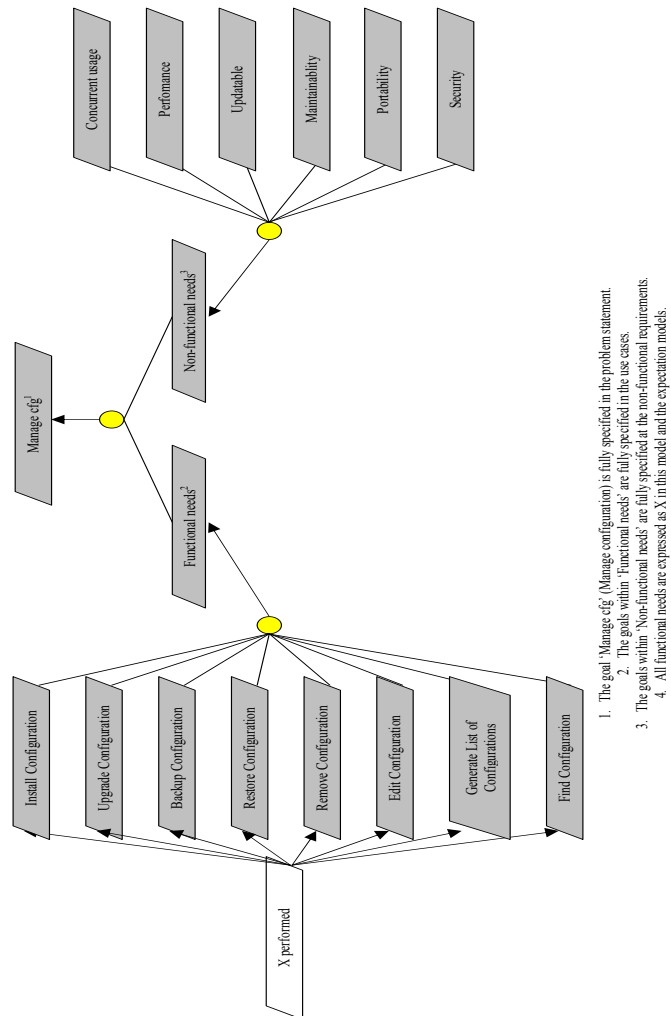 Manage cfg1
Functional needs2
Non-functional needs3
Install Configuration
Upgrade Configuration
Backup Configuration
Restore Configuration
Remove Configuration
Edit Configuration
Generate List of
Configurations
Find Configuration
X performed
Concurrent usage
Perfomance
Updatable
Maintainablity
Portability
Security
1. The goal ‘Manage cfg’ (Manage configuration) is fully specified in the problem statement.
2. The goals within ‘Functional needs’ are fully specified in the use cases.
3. The goals within ‘Non-functional needs’ are fully specified at the non-functional requirements.
4. All functional needs are expressed as X in this model and the expectation models.